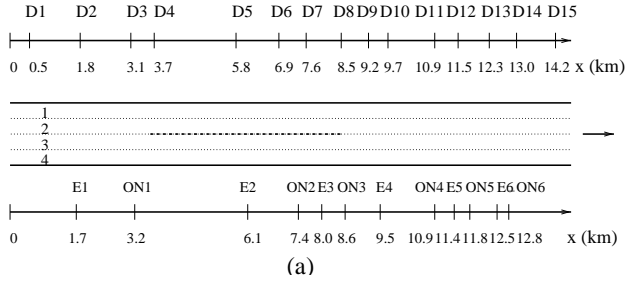 D1 D2 D3 D4 D5 D6 D7 D8 D9 D10 D11 D12 D13 D14 D15
0 0.5 1.8 3.1 3.7 5.8 6.9 7.6 8.5 9.2 9.7 10.9 11.5 12.3 13.0 14.2 x (km)
1
2
3
4
E1 ON1 E2 ON2 E3 ON3 E4 ON4 E5 ON5 E6 ON6
0 1.7 3.2 6.1 7.4 8.0 8.6 9.5 10.9 11.4 11.8 12.5 12.8 x (km)
(a)